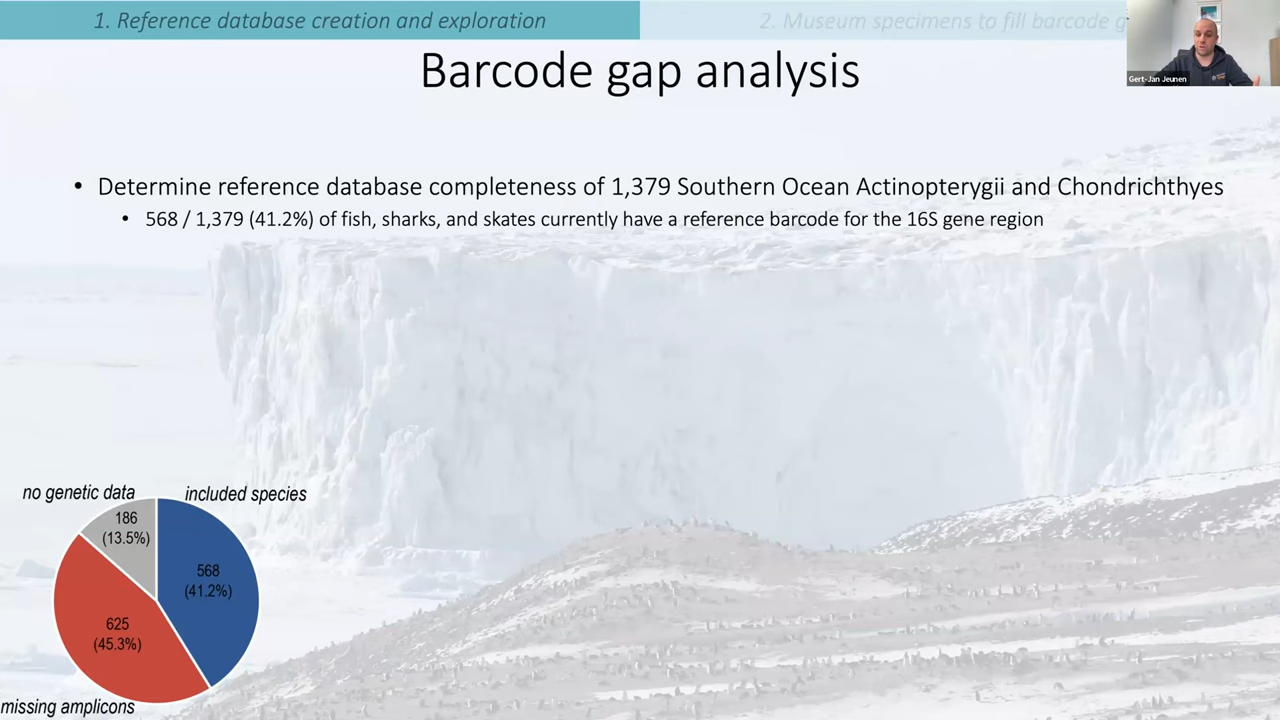 1. Reference database creation and exploration
2. Museum specimens to fill barcode
Gert-Jan Jeunen
Barcode gap analysis
• Determine reference database completeness of 1,379 Southern Ocean Actinopterygii and Chondrichthyes
• 568 / 1,379 (41.2%) of fish, sharks, and skates currently have a reference barcode for the 16S gene region
no genetic data
included species
186
(13.5%)
568
(41.2%)
625
(45.3%)
missing amplicons